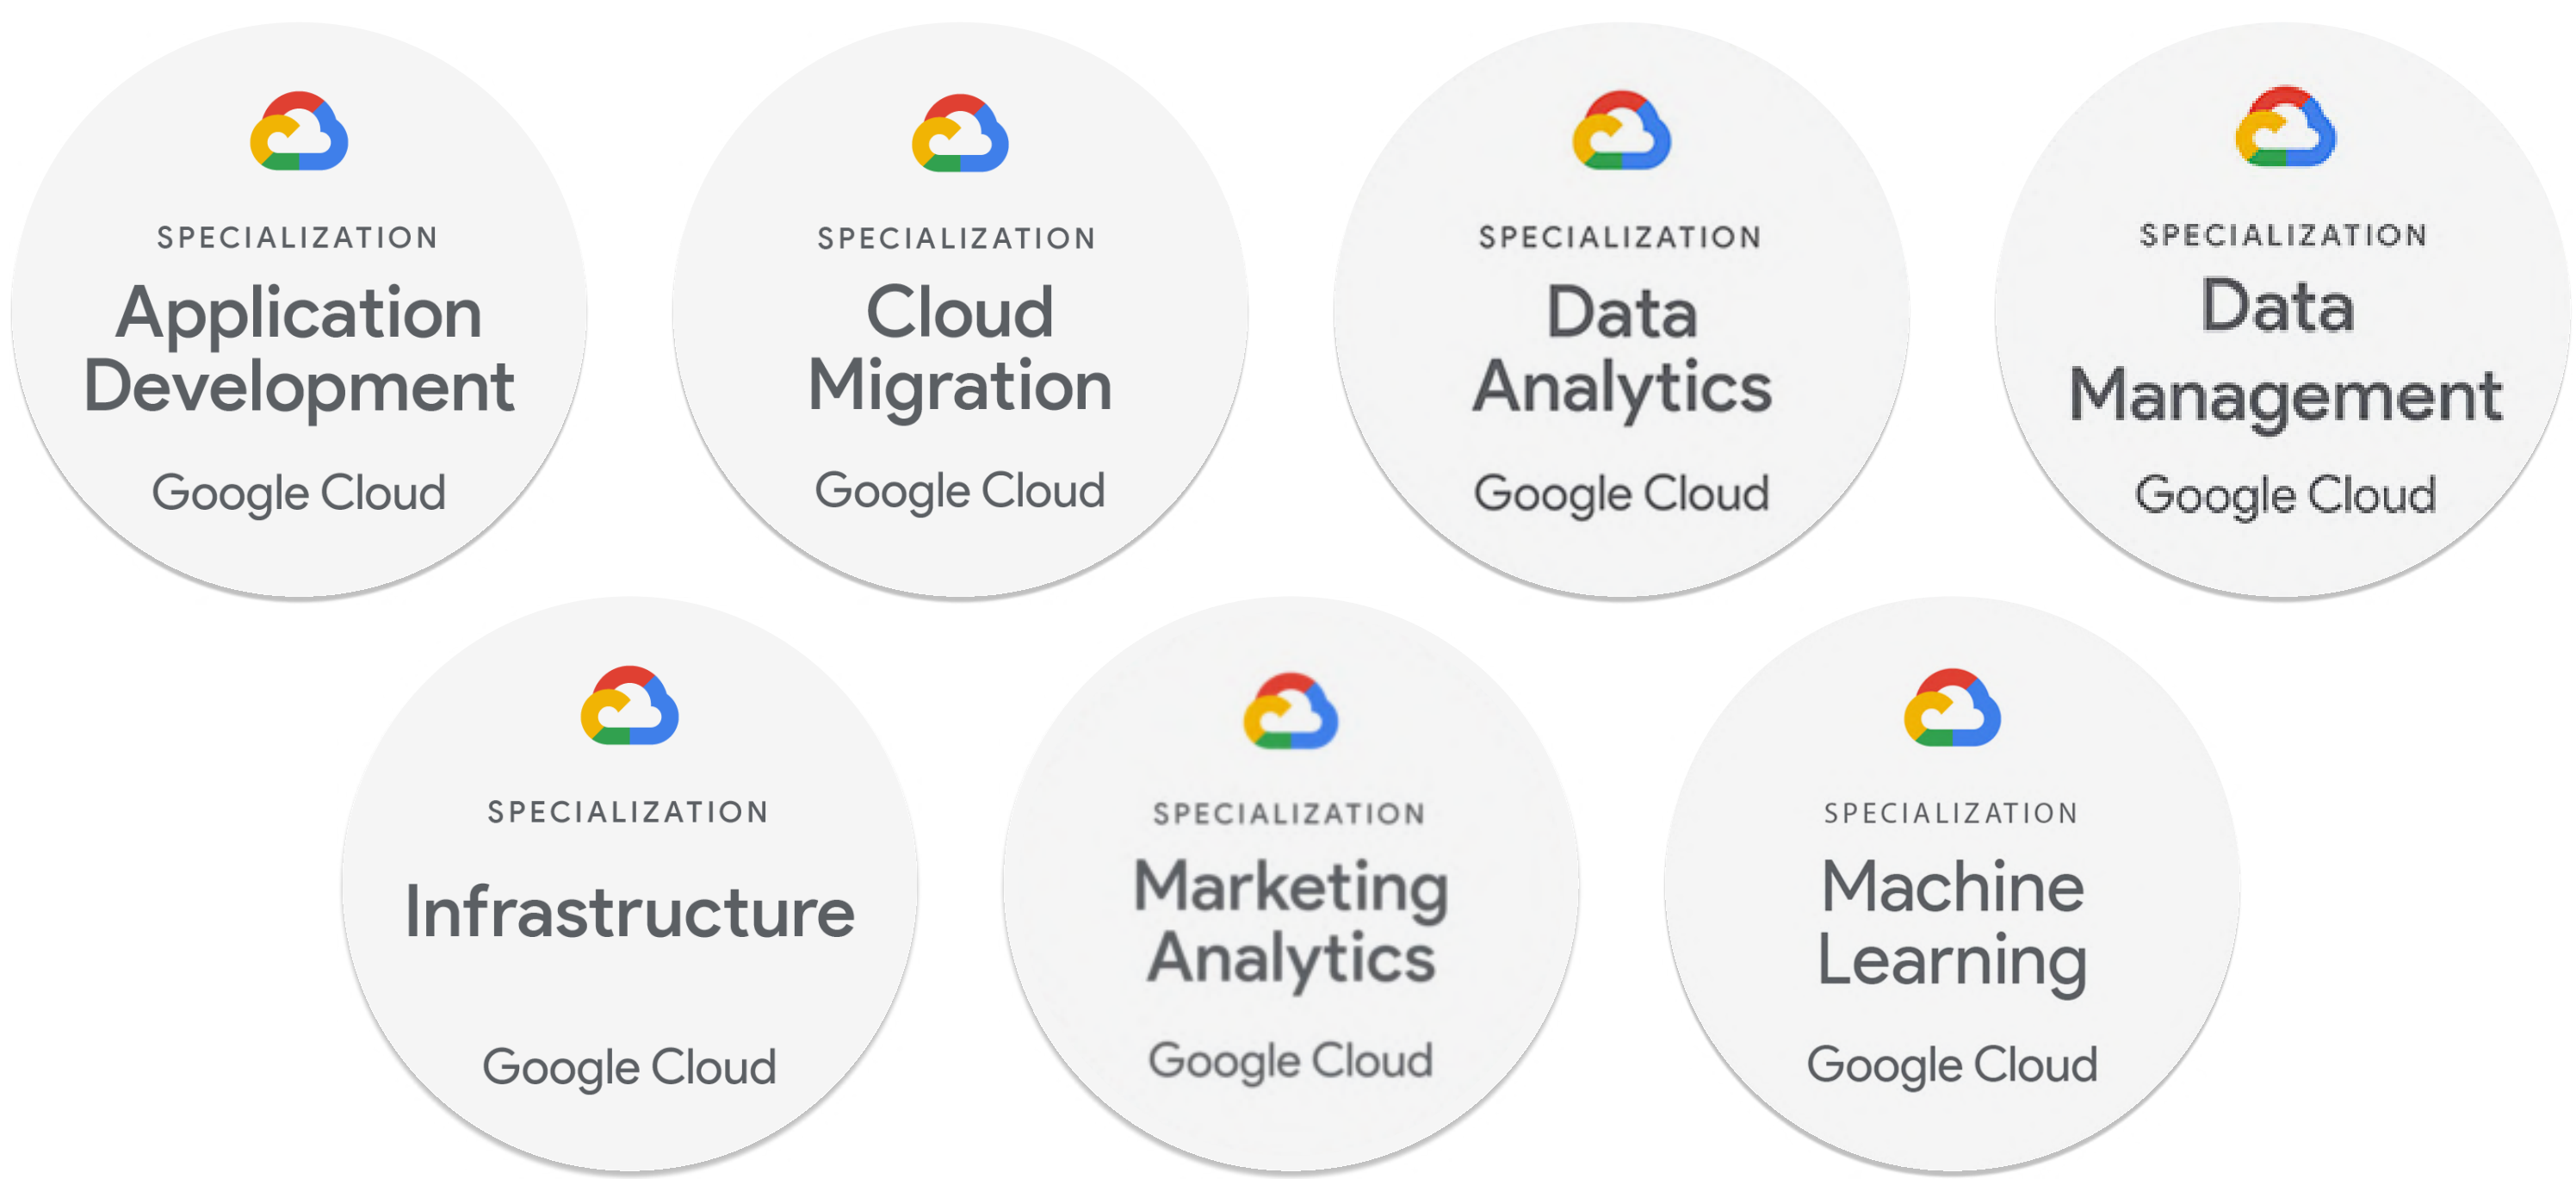 SPECIALIZATION
Application
Development
Google Cloud
SPECIALIZATION
Cloud
Migration
Google Cloud
SPECIALIZATION
Data
Analytics
Google Cloud
SPECIALIZATION
Data
Management
Google Cloud
SPECIALIZATION
Infrastructure
Google Cloud
SPECIALIZATION
Marketing
Analytics
Google Cloud
SPECIALIZATION
Machine
Learning
Google Cloud